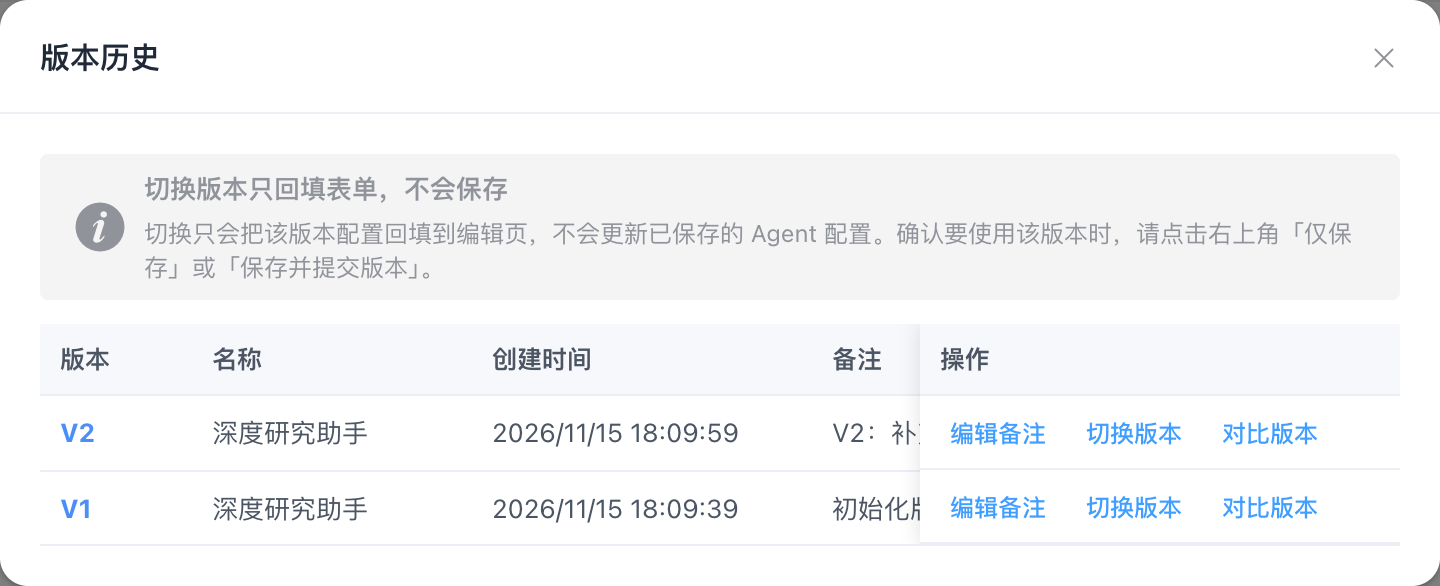 版本历史
切换版本只回填表单，不会保存
切换只会把该版本配置回填到编辑页，不会更新已保存的 Agent 配置。确认要使用该版本时，请点击右上角「仅保
存」或「保存并提交版本」。
版本 名称 创建时间 备注 操作
V2 深度研究助手 2026/11/15 18:09:59 V2：补 编辑备注 切换版本 对比版本
V1 深度研究助手 2026/11/15 18:09:39 初始化 编辑备注 切换版本 对比版本